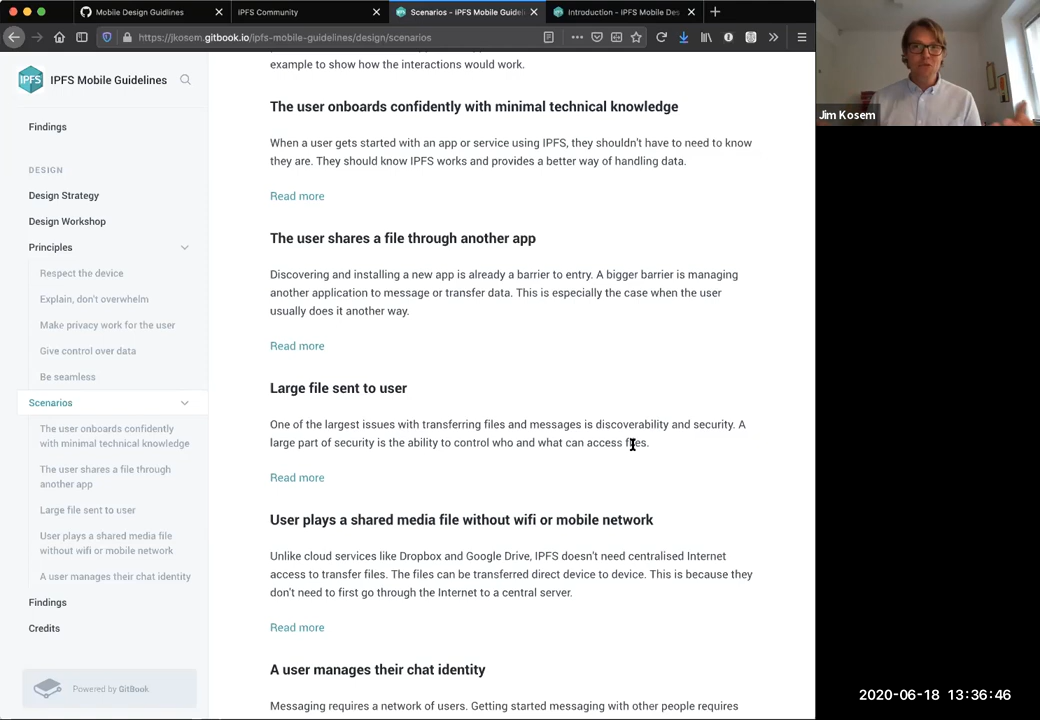 Mobile Design Guidlines
IPFS Community
Scenarios – IPFS Mobile Guidel
Introduction – IPFS Mobile Des
https://jkosem.gitbook.io/ipfs-mobile-guidelines/design/scenarios
IPFS
IPFS Mobile Guidelines
Findings
DESIGN
Design Strategy
Design Workshop
Principles
Respect the device
Explain, don't overwhelm
Make privacy work for the user
Give control over data
Be seamless
Scenarios
The user onboards confidently
with minimal technical knowledge
The user shares a file through
another app
Large file sent to user
User plays a shared media file
without wifi or mobile network
A user manages their chat identity
Findings
Credits
Powered by GitBook
example to show how the interactions would work.
The user onboards confidently with minimal technical knowledge
When a user gets started with an app or service using IPFS, they shouldn't have to need to know
they are. They should know IPFS works and provides a better way of handling data.
Read more
The user shares a file through another app
Discovering and installing a new app is already a barrier to entry. A bigger barrier is managing
another application to message or transfer data. This is especially the case when the user
usually does it another way.
Read more
Large file sent to user
One of the largest issues with transferring files and messages is discoverability and security. A
large part of security is the ability to control who and what can access files.
Read more
User plays a shared media file without wifi or mobile network
Unlike cloud services like Dropbox and Google Drive, IPFS doesn't need centralised Internet
access to transfer files. The files can be transferred direct device to device. This is because they
don't need to first go through the Internet to a central server.
Read more
A user manages their chat identity
Messaging requires a network of users. Getting started messaging with other people requires
Jim Kosem
2020-06-18 13:36:46